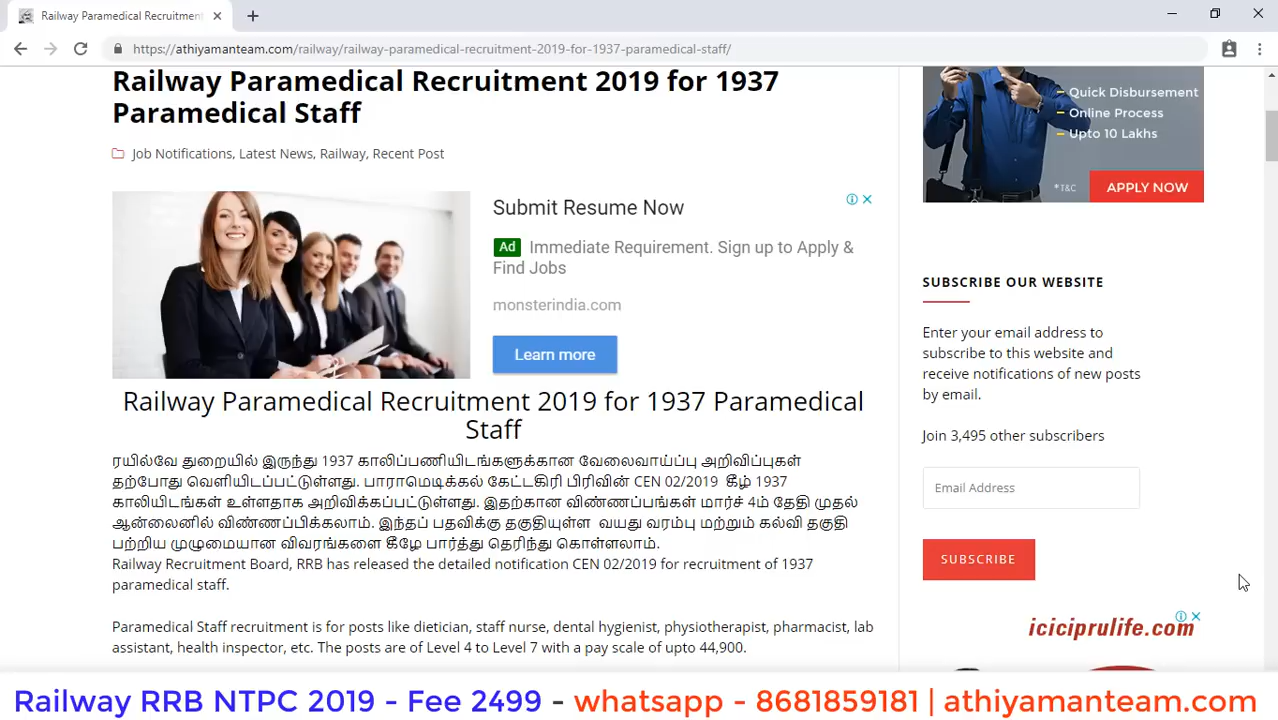 Railway Paramedical Recruitment
https://athiyamanteam.com/railway/railway-paramedical-recruitment-2019-for-1937-paramedical-staff/
Railway Paramedical Recruitment 2019 for 1937
Paramedical Staff
Job Notifications, Latest News, Railway, Recent Post
Submit Resume Now
Ad Immediate Requirement. Sign up to Apply &
Find Jobs
monsterindia.com
Learn more
Railway Paramedical Recruitment 2019 for 1937 Paramedical
Staff
ரயில்வே துறையில் இருந்து 1937 காலிப்பணியிடங்களுக்கான வேலைவாய்ப்பு அறிவிப்புகள்
தற்போது வெளியிடப்பட்டுள்ளது. பாராமெடிக்கல் கேட்டகிரி பிரிவின் CEN 02/2019 கீழ் 1937
காலியிடங்கள் உள்ளதாக அறிவிக்கப்பட்டுள்ளது. இதற்கான விண்ணப்பங்கள் மார்ச் 4ம் தேதி முதல்
ஆன்லைனில் விண்ணப்பிக்கலாம். இந்தப் பதவிக்கு தகுதியுள்ள வயது வரம்பு மற்றும் கல்வி தகுதி
பற்றிய முழுமையான விவரங்களை கீழே பார்த்து தெரிந்து கொள்ளலாம்.
Railway Recruitment Board, RRB has released the detailed notification CEN 02/2019 for recruitment of 1937
paramedical staff.
Paramedical Staff recruitment is for posts like dietician, staff nurse, dental hygienist, physiotherapist, pharmacist, lab
assistant, health inspector, etc. The posts are of Level 4 to Level 7 with a pay scale of upto 44,900.
– Quick Disbursement
– Online Process
– Upto 10 Lakhs
*T&C
APPLY NOW
SUBSCRIBE OUR WEBSITE
Enter your email address to
subscribe to this website and
receive notifications of new posts
by email.
Join 3,495 other subscribers
Email Address
SUBSCRIBE
iciciprulife.com
Railway RRB NTPC 2019 - Fee 2499 - whatsapp - 8681859181 | athiyamanteam.com